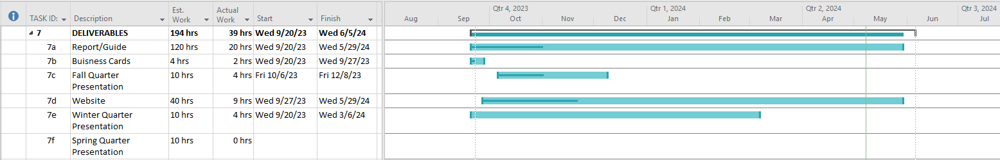 Qtr 4, 2023 Qtr 1, 2024 Qtr 2, 2024 Qtr 3, 2024
TASK ID: Description Est. Work Actual Work Start Finish Aug Sep Oct Nov Dec Jan Feb Mar Apr May Jun Jul
7 DELIVERABLES 194 hrs 39 hrs Wed 9/20/23 Wed 6/5/24
7a Report/Guide 120 hrs 20 hrs Wed 9/20/23 Wed 5/29/24
7b Buisness Cards 4 hrs 2 hrs Wed 9/20/23 Wed 9/27/23
7c Fall Quarter 10 hrs 4 hrs Fri 10/6/23 Fri 12/8/23
Presentation
7d Website 40 hrs 9 hrs Wed 9/27/23 Wed 5/29/24
7e Winter Quarter 10 hrs 4 hrs Wed 9/20/23 Wed 3/6/24
Presentation
7f Spring Quarter 10 hrs 0 hrs
Presentation